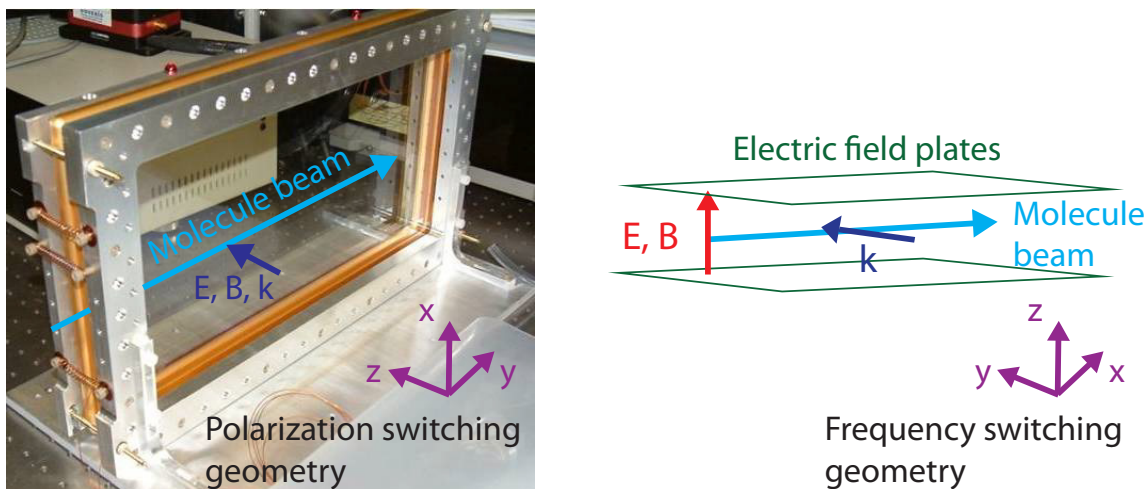 Molecule beam
E, B, k
x
z
y
Polarization switching
geometry
Electric field plates
E, B
Molecule
beam
k
z
y
x
Frequency switching
geometry